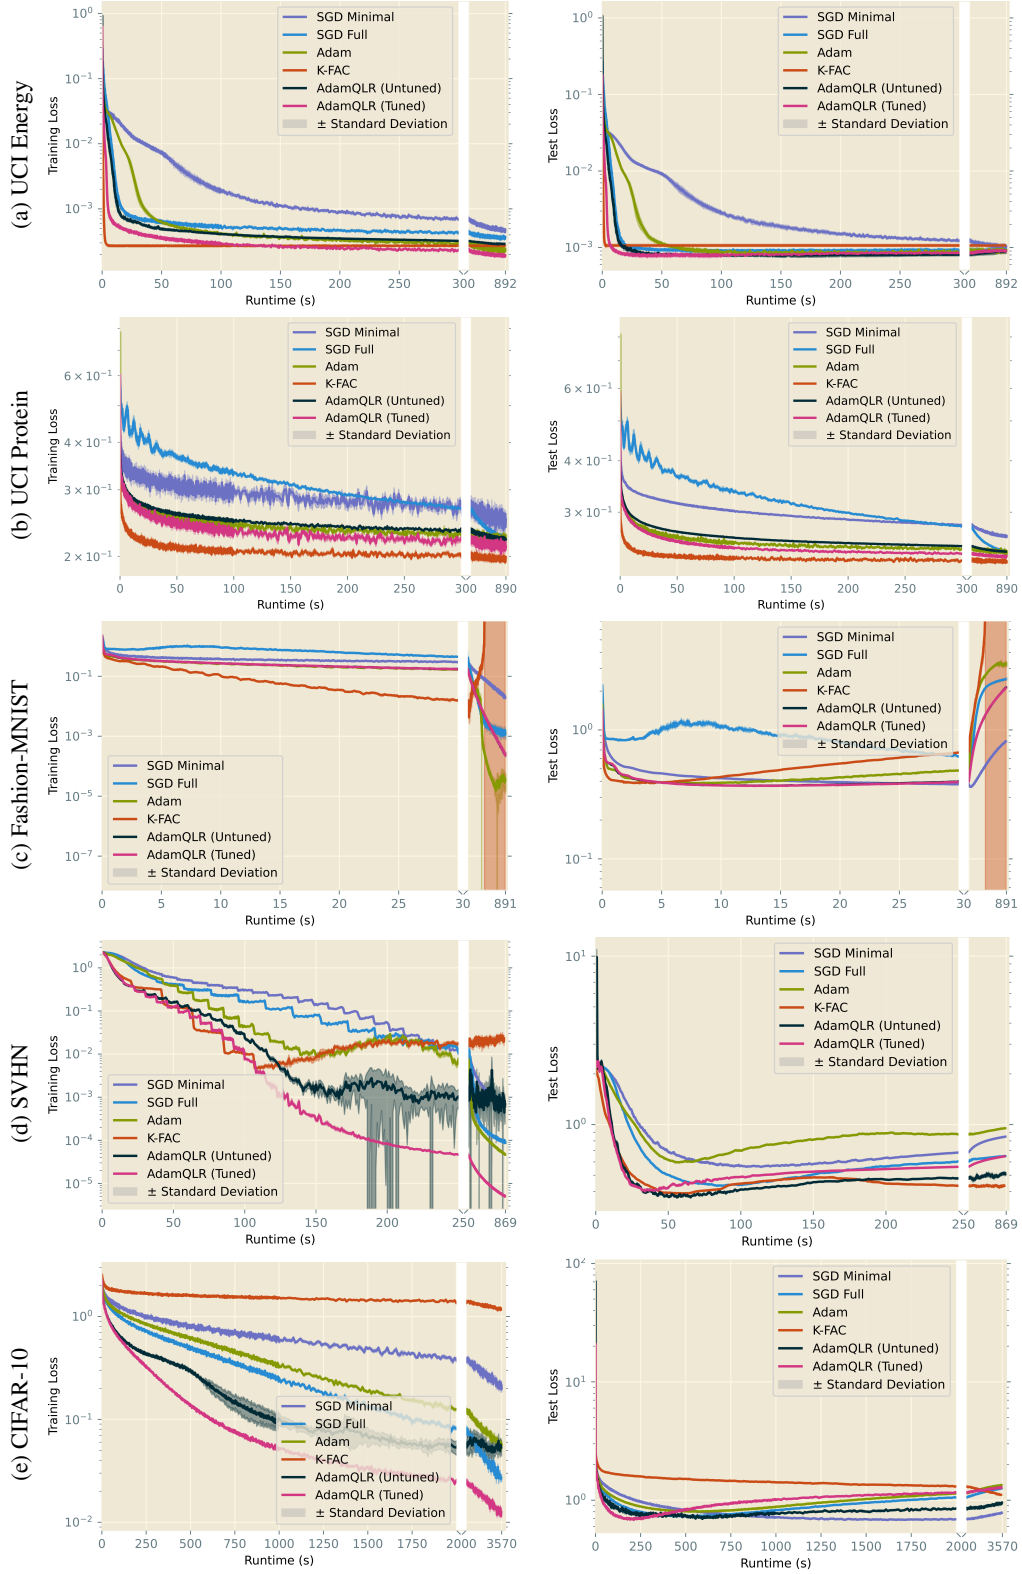 (a) UCI Energy
Training Loss
10⁰
10⁻¹
10⁻²
10⁻³
SGD Minimal
SGD Full
Adam
K-FAC
AdamQLR (Untuned)
AdamQLR (Tuned)
± Standard Deviation
0 50 100 150 200 250 300 892
Runtime (s)
Test Loss
10⁰
10⁻¹
10⁻²
10⁻³
SGD Minimal
SGD Full
Adam
K-FAC
AdamQLR (Untuned)
AdamQLR (Tuned)
± Standard Deviation
0 50 100 150 200 250 300 892
Runtime (s)
(b) UCI Protein
Training Loss
6 × 10⁻¹
4 × 10⁻¹
3 × 10⁻¹
2 × 10⁻¹
SGD Minimal
SGD Full
Adam
K-FAC
AdamQLR (Untuned)
AdamQLR (Tuned)
± Standard Deviation
0 50 100 150 200 250 300 890
Runtime (s)
Test Loss
6 × 10⁻¹
4 × 10⁻¹
3 × 10⁻¹
SGD Minimal
SGD Full
Adam
K-FAC
AdamQLR (Untuned)
AdamQLR (Tuned)
± Standard Deviation
0 50 100 150 200 250 300 890
Runtime (s)
(c) Fashion-MNIST
Training Loss
10⁻¹
10⁻³
10⁻⁵
10⁻⁷
SGD Minimal
SGD Full
Adam
K-FAC
AdamQLR (Untuned)
AdamQLR (Tuned)
± Standard Deviation
0 5 10 15 20 25 30 891
Runtime (s)
Test Loss
10⁰
10⁻¹
SGD Minimal
SGD Full
Adam
K-FAC
AdamQLR (Untuned)
AdamQLR (Tuned)
± Standard Deviation
0 5 10 15 20 25 30 891
Runtime (s)
(d) SVHN
Training Loss
10⁰
10⁻¹
10⁻²
10⁻³
10⁻⁴
10⁻⁵
SGD Minimal
SGD Full
Adam
K-FAC
AdamQLR (Untuned)
AdamQLR (Tuned)
± Standard Deviation
0 50 100 150 200 250 869
Runtime (s)
Test Loss
10¹
10⁰
SGD Minimal
SGD Full
Adam
K-FAC
AdamQLR (Untuned)
AdamQLR (Tuned)
± Standard Deviation
0 50 100 150 200 250 869
Runtime (s)
(e) CIFAR-10
Training Loss
10⁰
10⁻¹
10⁻²
SGD Minimal
SGD Full
Adam
K-FAC
AdamQLR (Untuned)
AdamQLR (Tuned)
± Standard Deviation
0 250 500 750 1000 1250 1500 1750 2000 3570
Runtime (s)
Test Loss
10²
10¹
10⁰
SGD Minimal
SGD Full
Adam
K-FAC
AdamQLR (Untuned)
AdamQLR (Tuned)
± Standard Deviation
0 250 500 750 1000 1250 1500 1750 2000 3570
Runtime (s)